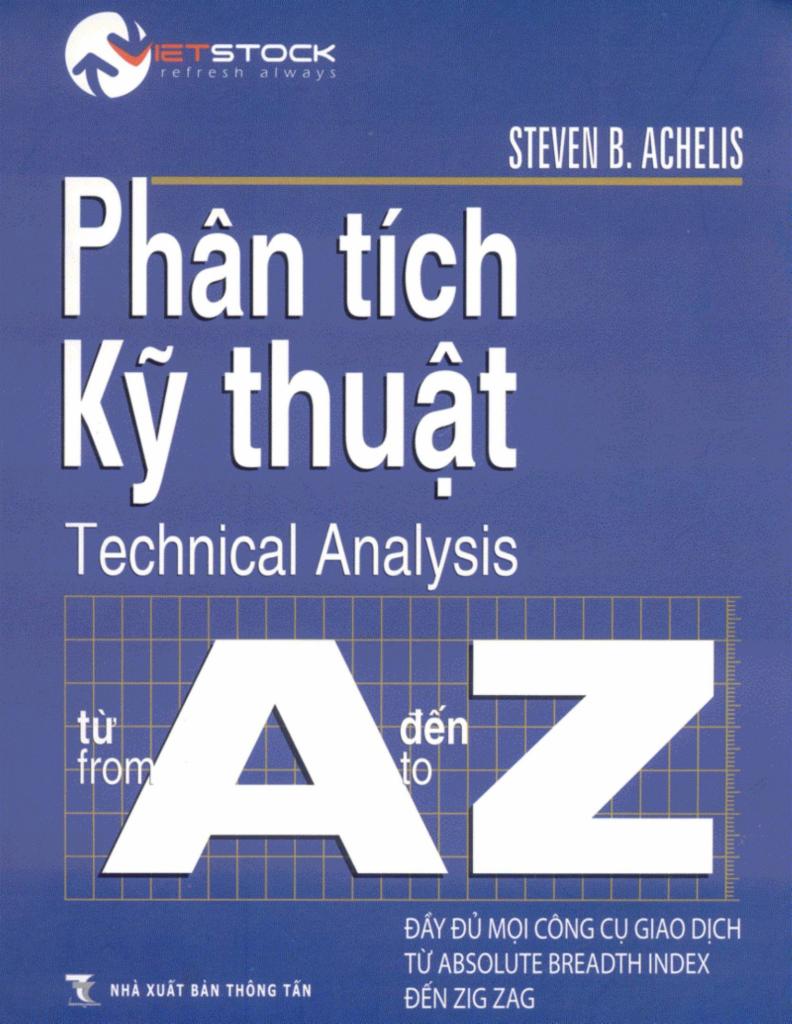 VIETSTOCK
refresh always
STEVEN B. ACHELIS
Phân tích
Kỹ thuật
Technical Analysis
từ
from
A
đến
to
Z
ĐẦY ĐỦ MỌI CÔNG CỤ GIAO DỊCH
TỪ ABSOLUTE BREADTH INDEX
ĐẾN ZIG ZAG
NHÀ XUẤT BẢN THÔNG TẤN